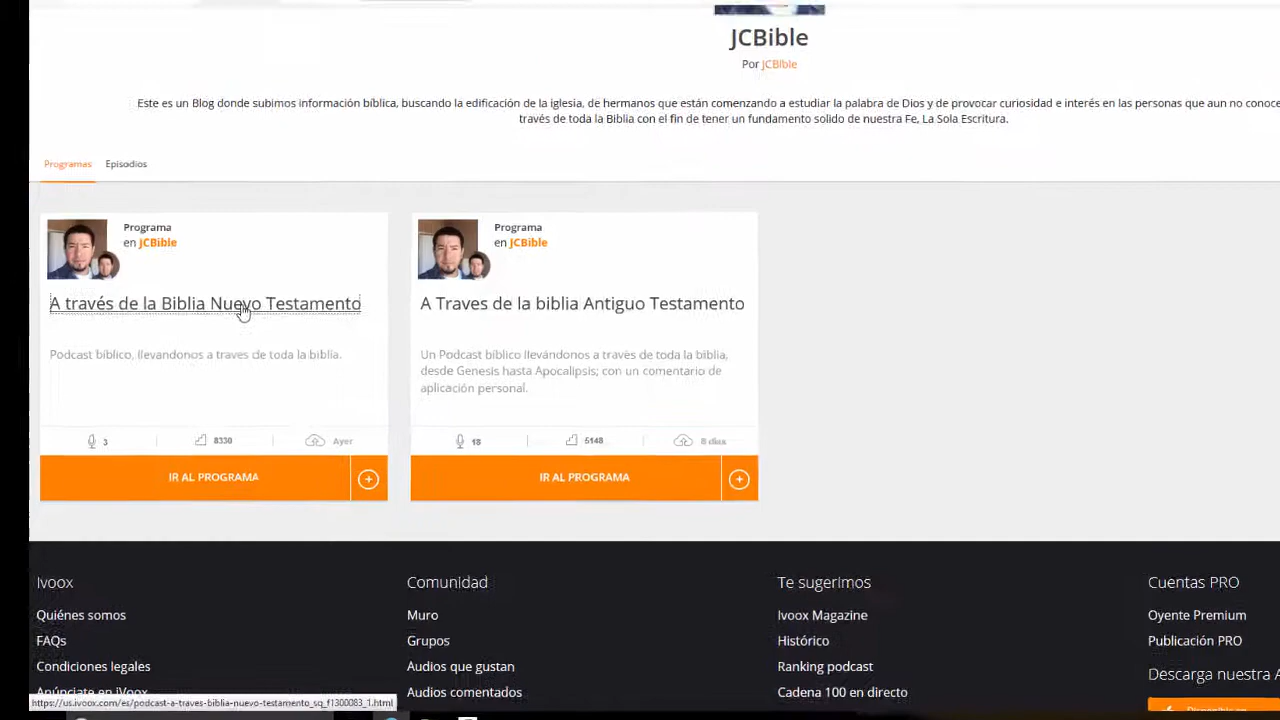 JCBible
Por JCBible
Este es un Blog donde subimos información bíblica, buscando la edificación de la iglesia, de hermanos que están comenzando a estudiar la palabra de Dios y de provocar curiosidad e interés en las personas que aun no conoce
través de toda la Biblia con el fin de tener un fundamento solido de nuestra Fe, La Sola Escritura.
Programas Episodios
Programa
en JCBible
A través de la Biblia Nuevo Testamento
Podcast bíblico, llevandonos a traves de toda la biblia.
3 8330 Ayer
IR AL PROGRAMA
Programa
en JCBible
A Traves de la biblia Antiguo Testamento
Un Podcast bíblico llevándonos a través de toda la biblia,
desde Genesis hasta Apocalipsis; con un comentario de
aplicación personal.
18 5148 8 días
IR AL PROGRAMA
Ivoox
Quiénes somos
FAQs
Condiciones legales
Anúnciate en iVoox
Comunidad
Muro
Grupos
Audios que gustan
Audios comentados
Te sugerimos
Ivoox Magazine
Histórico
Ranking podcast
Cadena 100 en directo
Cuentas PRO
Oyente Premium
Publicación PRO
Descarga nuestra A
Disponible en
https://us.ivoox.com/es/podcast-a-traves-biblia-nuevo-testamento_sq_f1300083_1.html